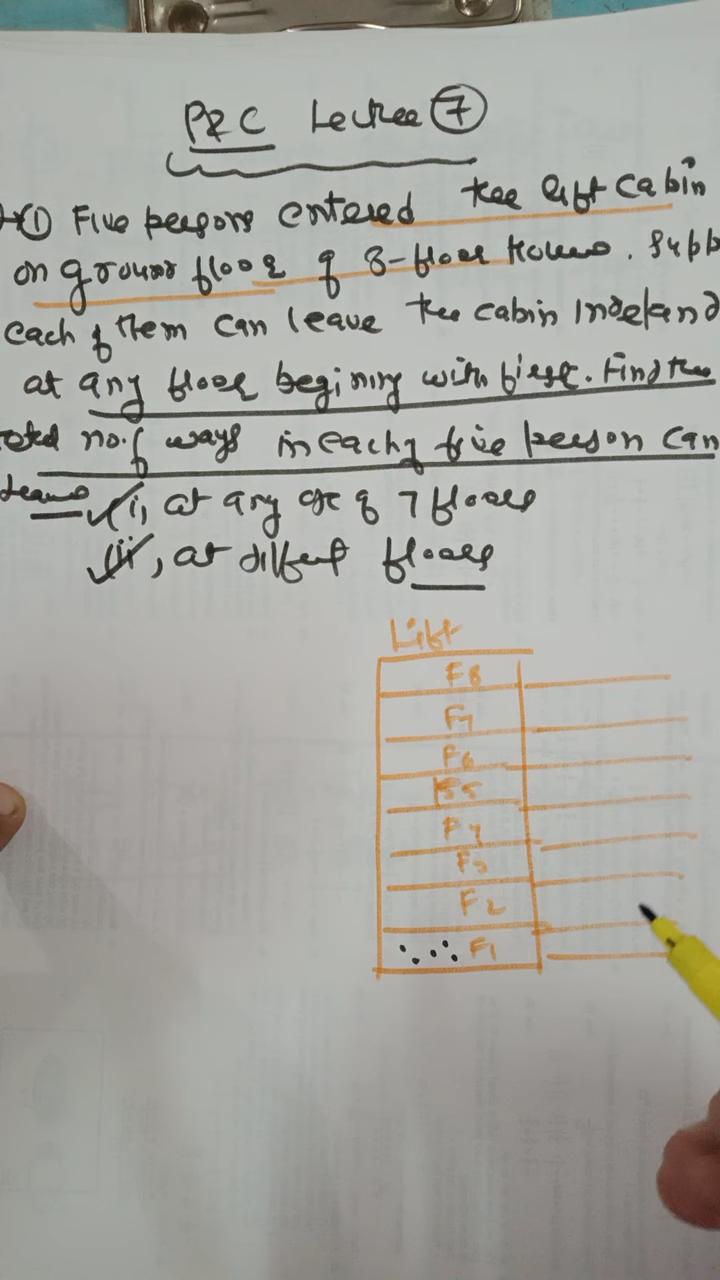 P&C Lecture 7
① Five persons entered the lift cabin
on ground floor of 8-floor House. Supp
each of them can leave the cabin Independ
at any floor begining with first. Find the
total no. of ways in each of five person can
leave (i), at any one of 7 floors
(ii), at diffent floors
Lift
F8
F7
F6
F5
F4
F3
F2
F1